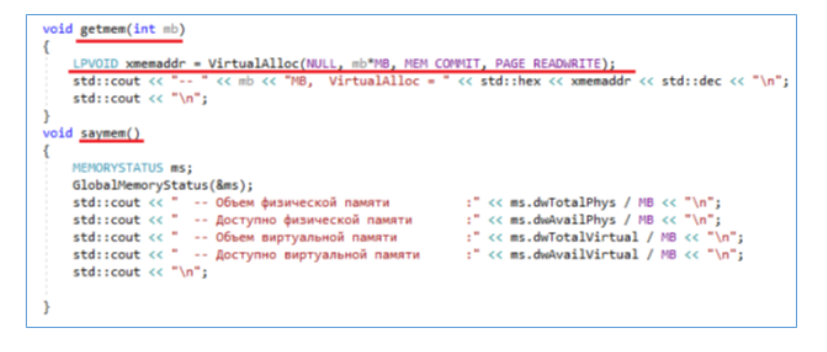 void getmem(int mb)
{
LPVOID xmemaddr = VirtualAlloc(NULL, mb*MB, MEM_COMMIT, PAGE_READWRITE);
std::cout << "-- " << mb << "MB,  VirtualAlloc = " << std::hex << xmemaddr << std::dec << "\n";
std::cout << "\n";
}
void saymem()
{
MEMORYSTATUS ms;
GlobalMemoryStatus(&ms);
std::cout << "  -- Объем физической памяти          :" << ms.dwTotalPhys / MB << "\n";
std::cout << "  -- Доступно физической памяти       :" << ms.dwAvailPhys / MB << "\n";
std::cout << "  -- Объем виртуальной памяти         :" << ms.dwTotalVirtual / MB << "\n";
std::cout << "  -- Доступно виртуальной памяти      :" << ms.dwAvailVirtual / MB << "\n";
std::cout << "\n";
}